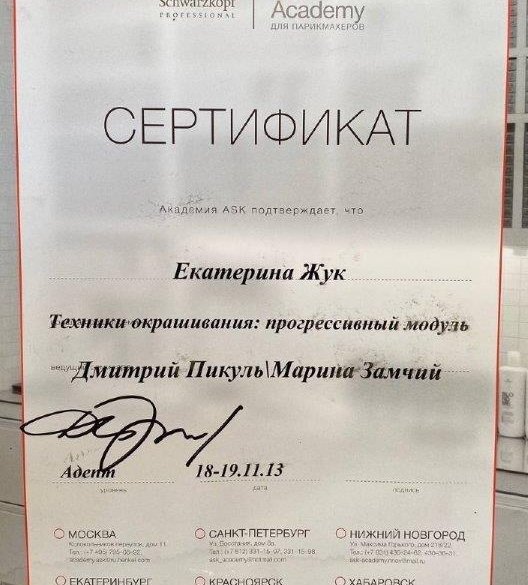 Schwarzkopf
PROFESSIONAL
Academy
ДЛЯ ПАРИКМАХЕРОВ
СЕРТИФИКАТ
Академия ASK подтверждает, что
Екатерина Жук
Техники окрашивания: прогрессивный модуль
Дмитрий Пикуль\Марина Замчий
Адепт 18-19.11.13
уровень дата подпись
МОСКВА
САНКТ-ПЕТЕРБУРГ
НИЖНИЙ НОВГОРОД
ЕКАТЕРИНБУРГ
КРАСНОЯРСК
ХАБАРОВСК